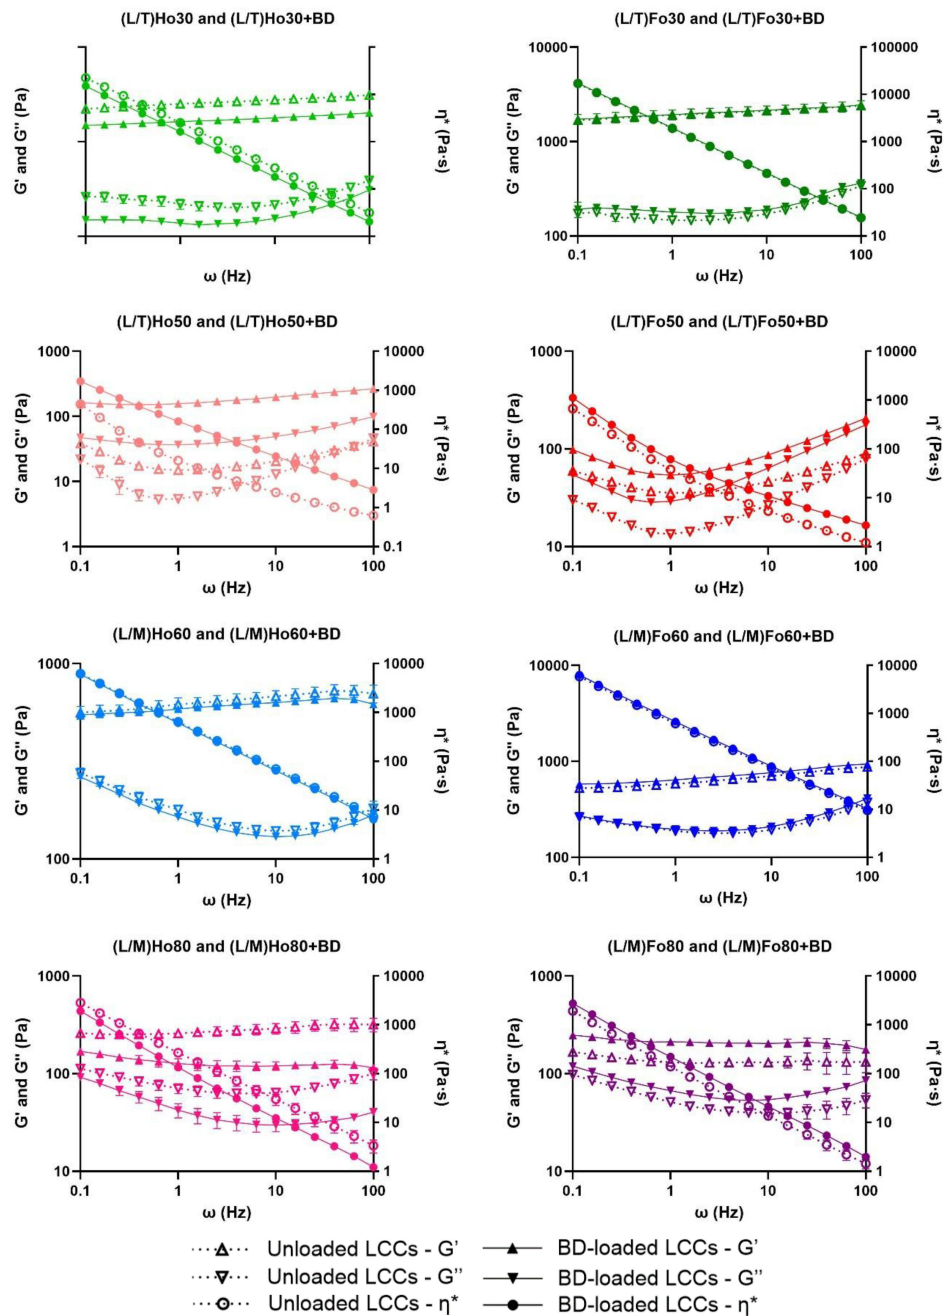 (L/T)Ho30 and (L/T)Ho30+BD
G' and G'' (Pa)
η* (Pa·s)
ω (Hz)
(L/T)Fo30 and (L/T)Fo30+BD
10000
1000
100
G' and G'' (Pa)
100000
10000
1000
100
10
η* (Pa·s)
0.1 1 10 100
ω (Hz)
(L/T)Ho50 and (L/T)Ho50+BD
1000
100
10
1
G' and G'' (Pa)
10000
1000
100
10
1
0.1
η* (Pa·s)
0.1 1 10 100
ω (Hz)
(L/T)Fo50 and (L/T)Fo50+BD
1000
100
10
G' and G'' (Pa)
10000
1000
100
10
1
η* (Pa·s)
0.1 1 10 100
ω (Hz)
(L/M)Ho60 and (L/M)Ho60+BD
1000
100
G' and G'' (Pa)
10000
1000
100
10
1
η* (Pa·s)
0.1 1 10 100
ω (Hz)
(L/M)Fo60 and (L/M)Fo60+BD
10000
1000
100
G' and G'' (Pa)
10000
1000
100
10
1
η* (Pa·s)
0.1 1 10 100
ω (Hz)
(L/M)Ho80 and (L/M)Ho80+BD
1000
100
10
G' and G'' (Pa)
10000
1000
100
10
1
η* (Pa·s)
0.1 1 10 100
ω (Hz)
(L/M)Fo80 and (L/M)Fo80+BD
1000
100
10
G' and G'' (Pa)
10000
1000
100
10
1
η* (Pa·s)
0.1 1 10 100
ω (Hz)
Unloaded LCCs - G' BD-loaded LCCs - G'
Unloaded LCCs - G'' BD-loaded LCCs - G''
Unloaded LCCs - η* BD-loaded LCCs - η*